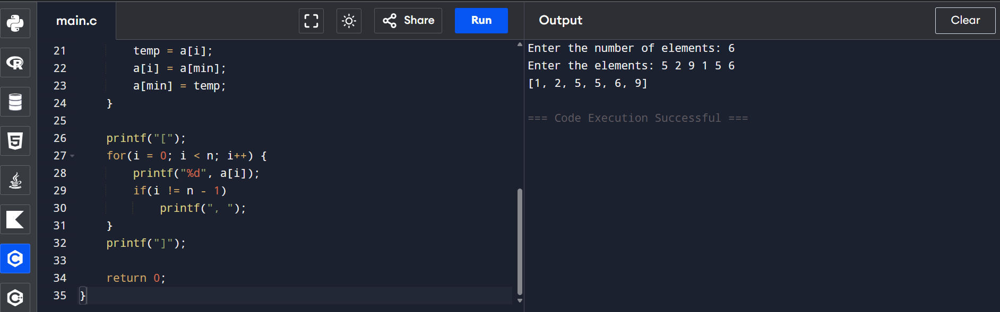 main.c
Share
Run
Output
Clear
21 temp = a[i];
22 a[i] = a[min];
23 a[min] = temp;
24 }
25
26 printf("[");
27 for(i = 0; i < n; i++) {
28 printf("%d", a[i]);
29 if(i != n - 1)
30 printf(", ");
31 }
32 printf("]");
33
34 return 0;
35 }
Enter the number of elements: 6
Enter the elements: 5 2 9 1 5 6
[1, 2, 5, 5, 6, 9]
=== Code Execution Successful ===